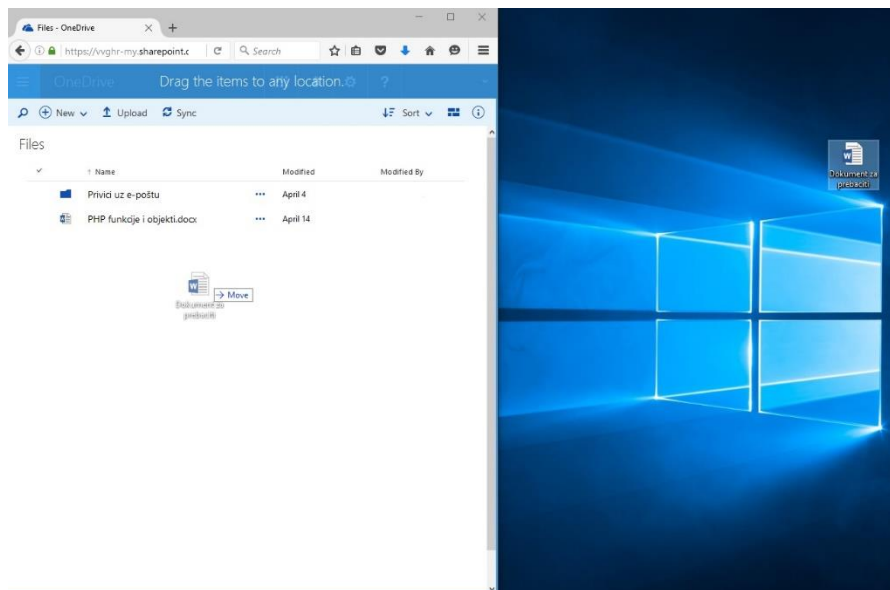 Files - OneDrive
https://vvghr-my.sharepoint.c
Search
OneDrive
Drag the items to any location.
?
New
Upload
Sync
Sort
Files
Name
Modified
Modified By
Privici uz e-poštu
April 4
PHP funkcije i objekti.docx
April 14
Move
Dokument za
prebaciti
Dokument za
prebaciti